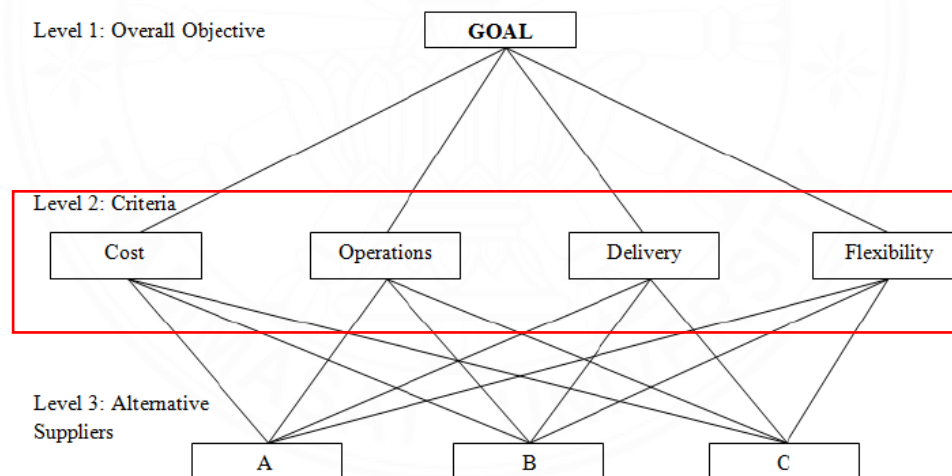 Level 1: Overall Objective
GOAL
Level 2: Criteria
Cost
Operations
Delivery
Flexibility
Level 3: Alternative
Suppliers
A
B
C